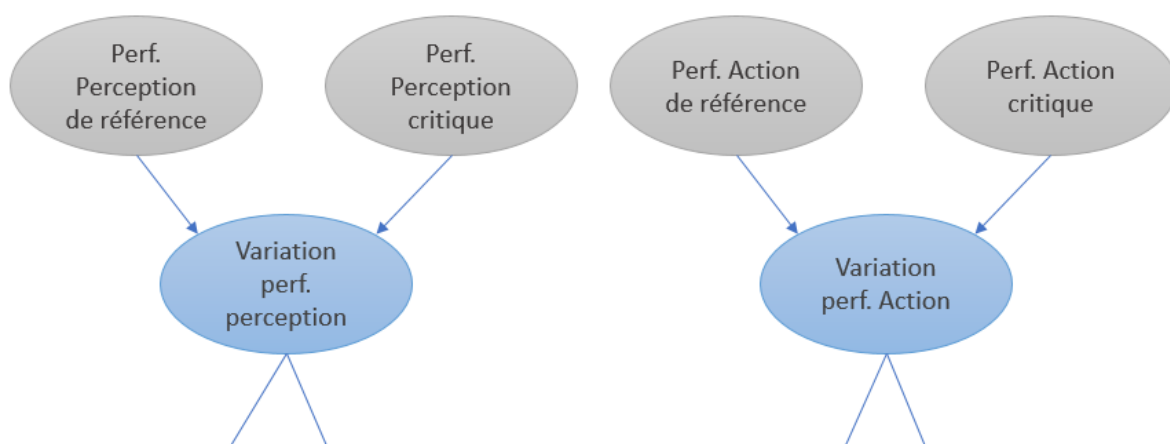 Perf.
Perception
de référence
Perf.
Perception
critique
Perf. Action
de référence
Perf. Action
critique
Variation
perf.
perception
Variation
perf. Action